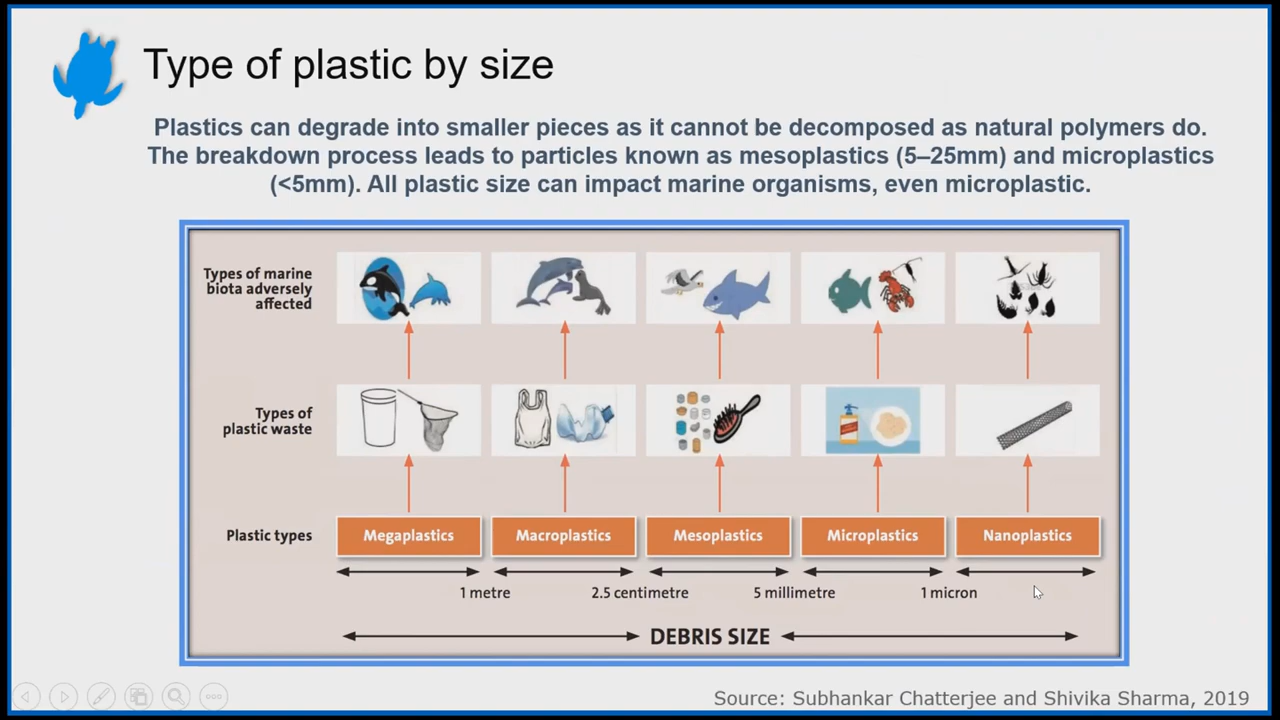 Type of plastic by size
Plastics can degrade into smaller pieces as it cannot be decomposed as natural polymers do.
The breakdown process leads to particles known as mesoplastics (5–25mm) and microplastics
(<5mm). All plastic size can impact marine organisms, even microplastic.
Types of marine
biota adversely
affected
Types of
plastic waste
Plastic types
Megaplastics
Macroplastics
Mesoplastics
Microplastics
Nanoplastics
1 metre
2.5 centimetre
5 millimetre
1 micron
DEBRIS SIZE
Source: Subhankar Chatterjee and Shivika Sharma, 2019